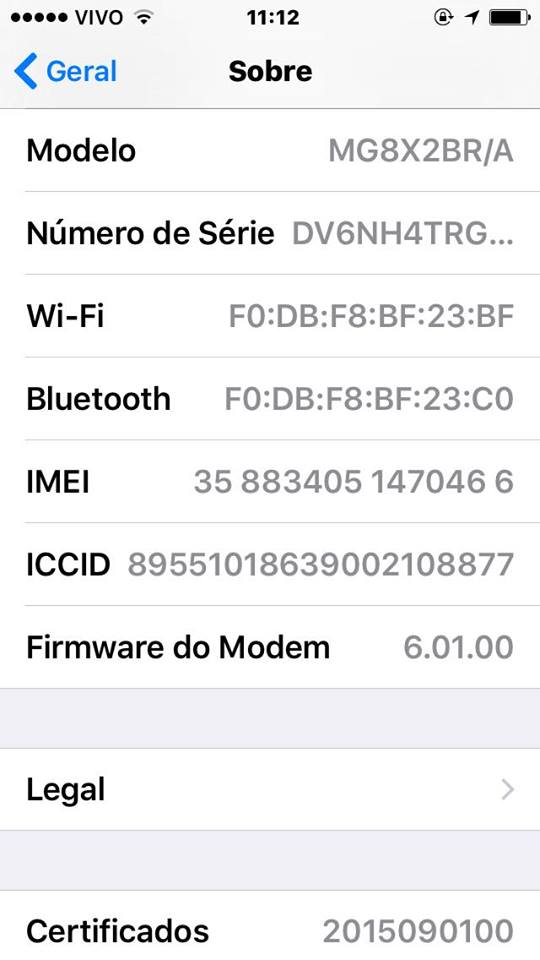 VIVO 11:12
Geral Sobre
Modelo MG8X2BR/A
Número de Série DV6NH4TRG...
Wi-Fi F0:DB:F8:BF:23:BF
Bluetooth F0:DB:F8:BF:23:C0
IMEI 35 883405 147046 6
ICCID 89551018639002108877
Firmware do Modem 6.01.00
Legal
Certificados 2015090100